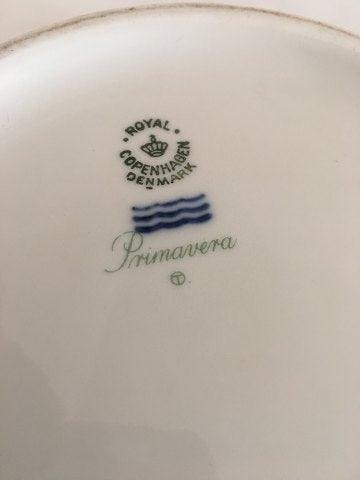 ROYAL
COPENHAGEN
DENMARK
Primavera
T